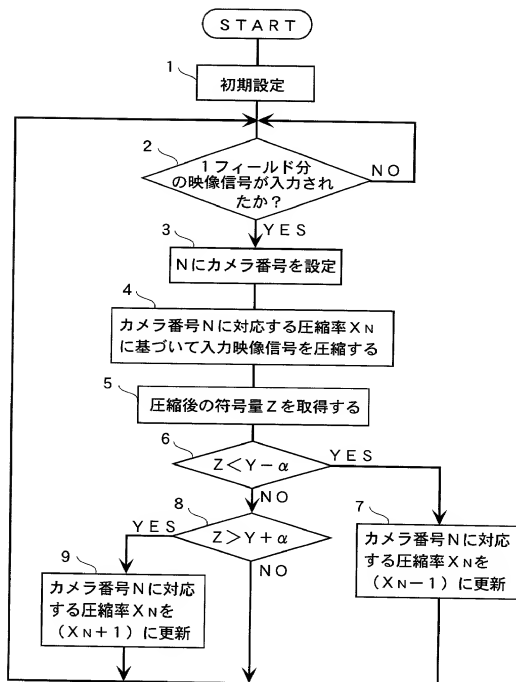 START
1
初期設定
2
1フィールド分
の映像信号が入力され
たか？
NO
YES
3
Nにカメラ番号を設定
4
カメラ番号Nに対応する圧縮率XN
に基づいて入力映像信号を圧縮する
5
圧縮後の符号量Zを取得する
6
Z＜Y－α
YES
NO
7
カメラ番号Nに対応
する圧縮率XNを
（XN－1）に更新
8
Z＞Y＋α
YES
NO
9
カメラ番号Nに対応
する圧縮率XNを
（XN＋1）に更新